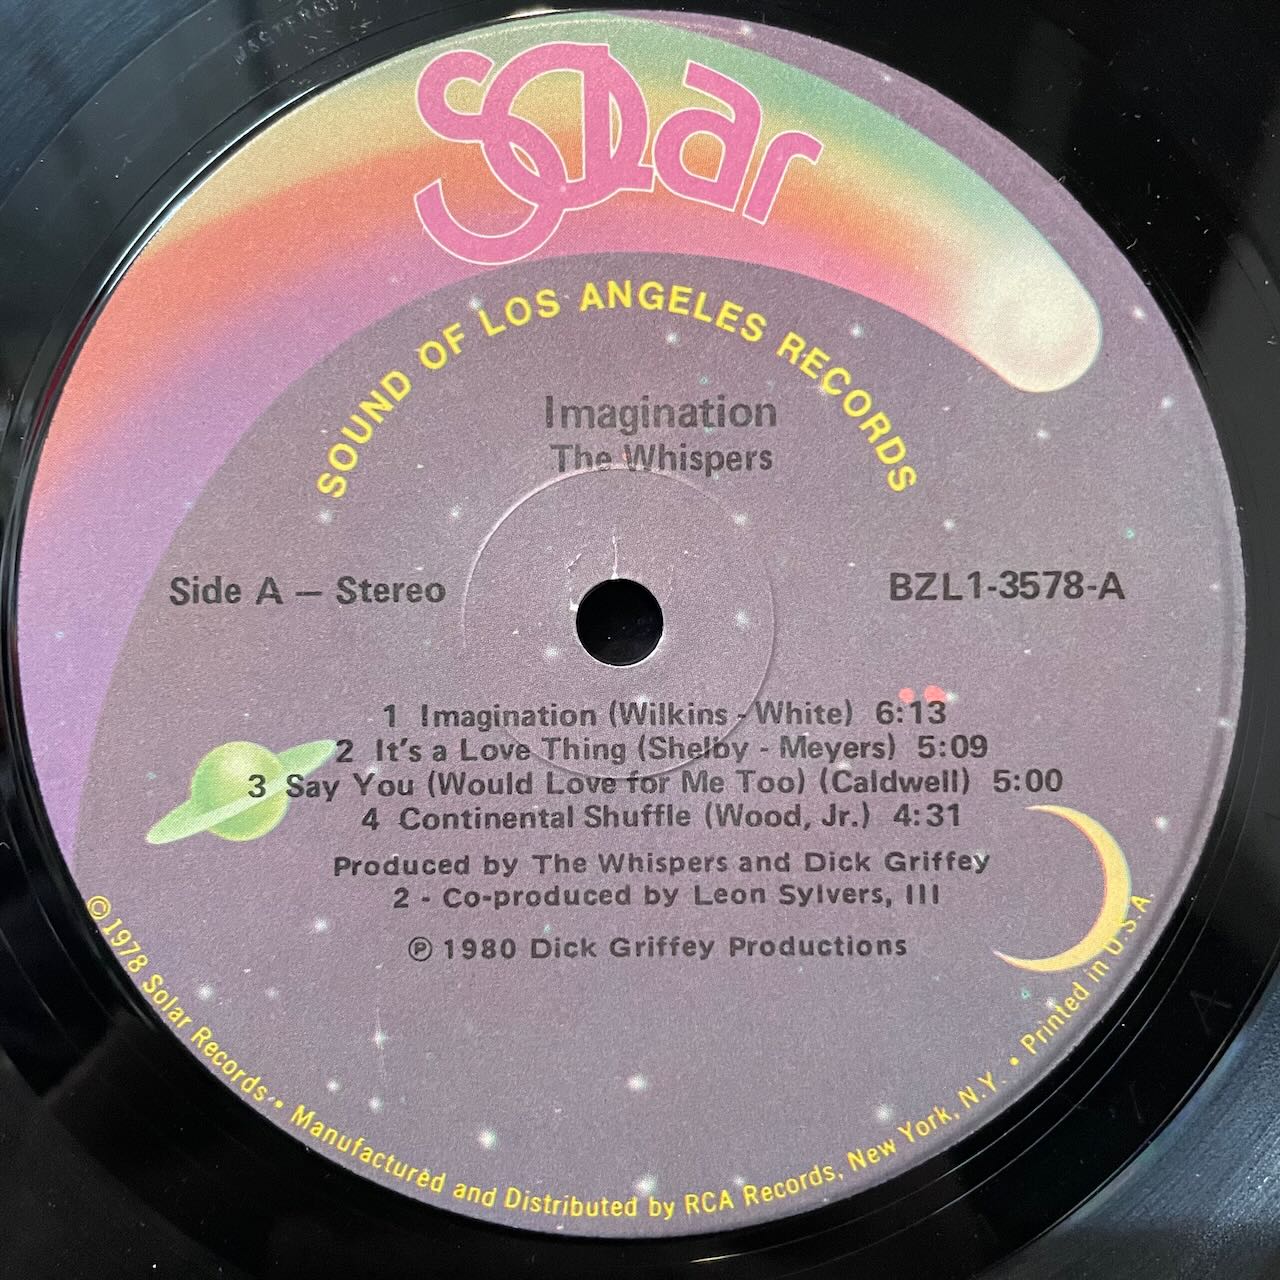 Solar
SOUND OF LOS ANGELES RECORDS
Imagination
The Whispers
Side A — Stereo
BZL1-3578-A
1 Imagination (Wilkins - White) 6:13
2 It's a Love Thing (Shelby - Meyers) 5:09
3 Say You (Would Love for Me Too) (Caldwell) 5:00
4 Continental Shuffle (Wood, Jr.) 4:31
Produced by The Whispers and Dick Griffey
2 - Co-produced by Leon Sylvers, III
℗ 1980 Dick Griffey Productions
© 1978 Solar Records • Manufactured and Distributed by RCA Records, New York, N.Y. • Printed in U.S.A.